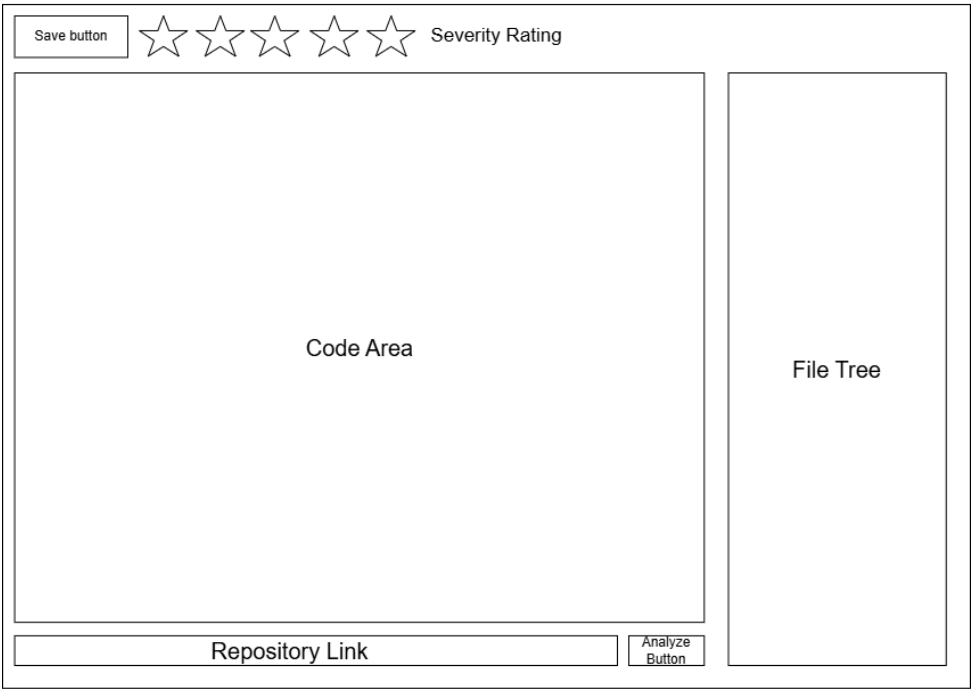 Save button
Severity Rating
Code Area
File Tree
Repository Link
Analyze
Button